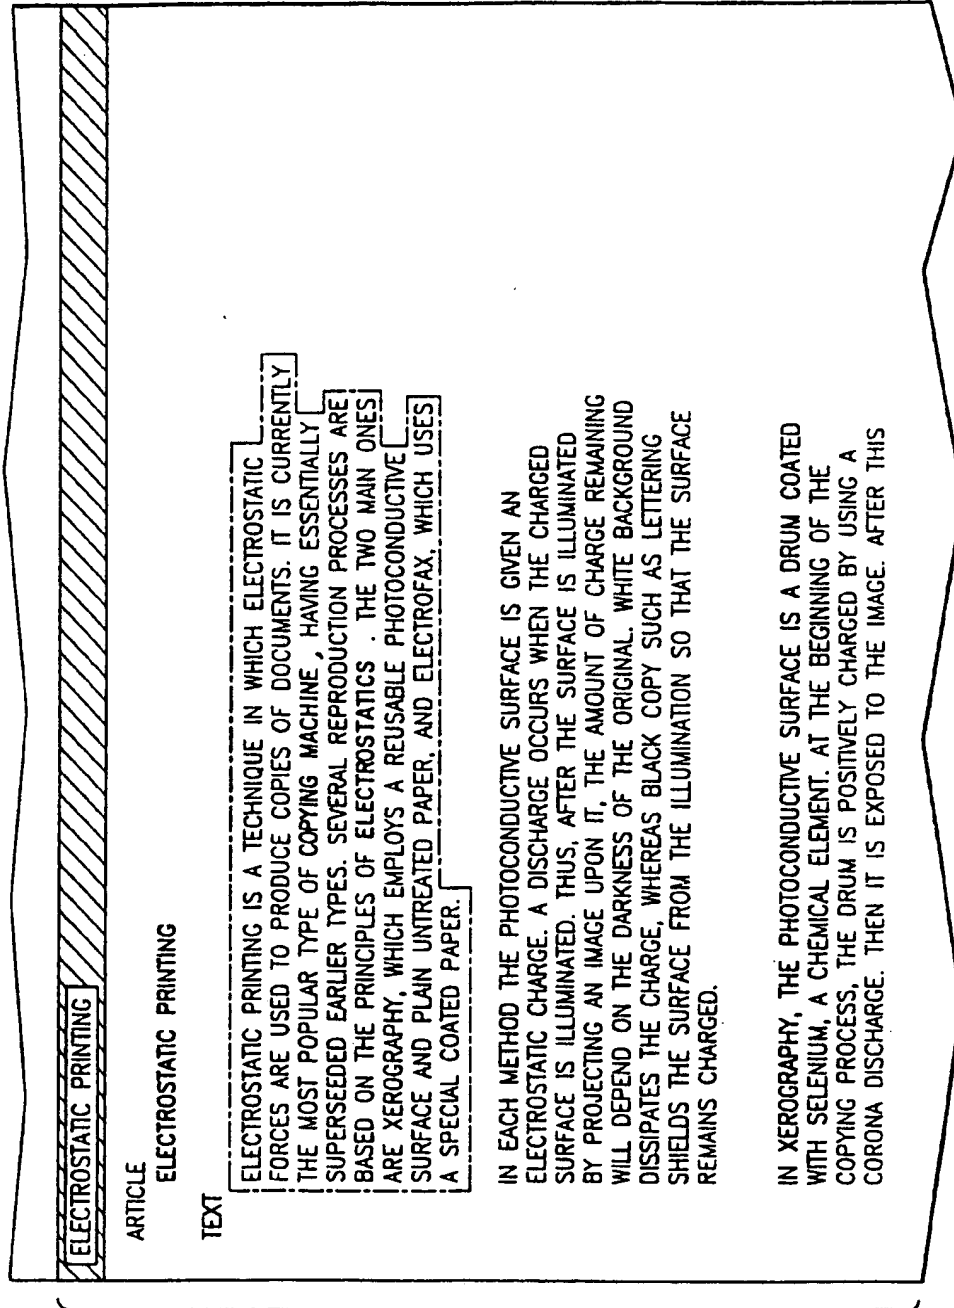 ELECTROSTATIC PRINTING
ARTICLE
ELECTROSTATIC PRINTING
TEXT
ELECTROSTATIC PRINTING IS A TECHNIQUE IN WHICH ELECTROSTATIC
FORCES ARE USED TO PRODUCE COPIES OF DOCUMENTS. IT IS CURRENTLY
THE MOST POPULAR TYPE OF COPYING MACHINE , HAVING ESSENTIALLY
SUPERSEEDED EARLIER TYPES. SEVERAL REPRODUCTION PROCESSES ARE
BASED ON THE PRINCIPLES OF ELECTROSTATICS . THE TWO MAIN ONES
ARE XEROGRAPHY, WHICH EMPLOYS A REUSABLE PHOTOCONDUCTIVE
SURFACE AND PLAIN UNTREATED PAPER, AND ELECTROFAX, WHICH USES
A SPECIAL COATED PAPER.
IN EACH METHOD THE PHOTOCONDUCTIVE SURFACE IS GIVEN AN
ELECTROSTATIC CHARGE. A DISCHARGE OCCURS WHEN THE CHARGED
SURFACE IS ILLUMINATED. THUS, AFTER THE SURFACE IS ILLUMINATED
BY PROJECTING AN IMAGE UPON IT, THE AMOUNT OF CHARGE REMAINING
WILL DEPEND ON THE DARKNESS OF THE ORIGINAL. WHITE BACKGROUND
DISSIPATES THE CHARGE, WHEREAS BLACK COPY SUCH AS LETTERING
SHIELDS THE SURFACE FROM THE ILLUMINATION SO THAT THE SURFACE
REMAINS CHARGED.
IN XEROGRAPHY, THE PHOTOCONDUCTIVE SURFACE IS A DRUM COATED
WITH SELENIUM, A CHEMICAL ELEMENT. AT THE BEGINNING OF THE
COPYING PROCESS, THE DRUM IS POSITIVELY CHARGED BY USING A
CORONA DISCHARGE. THEN IT IS EXPOSED TO THE IMAGE. AFTER THIS